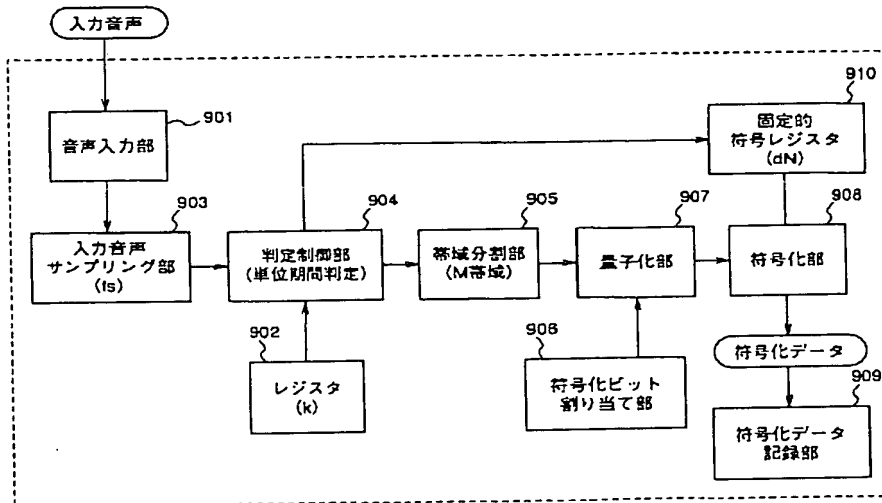 入力音声
901
音声入力部
910
固定的
符号レジスタ
(dN)
903
入力音声
サンプリング部
(fs)
904
判定制御部
(単位期間判定)
905
帯域分割部
(M帯域)
907
量子化部
908
符号化部
902
レジスタ
(k)
906
符号化ビット
割り当て部
符号化データ
909
符号化データ
記録部